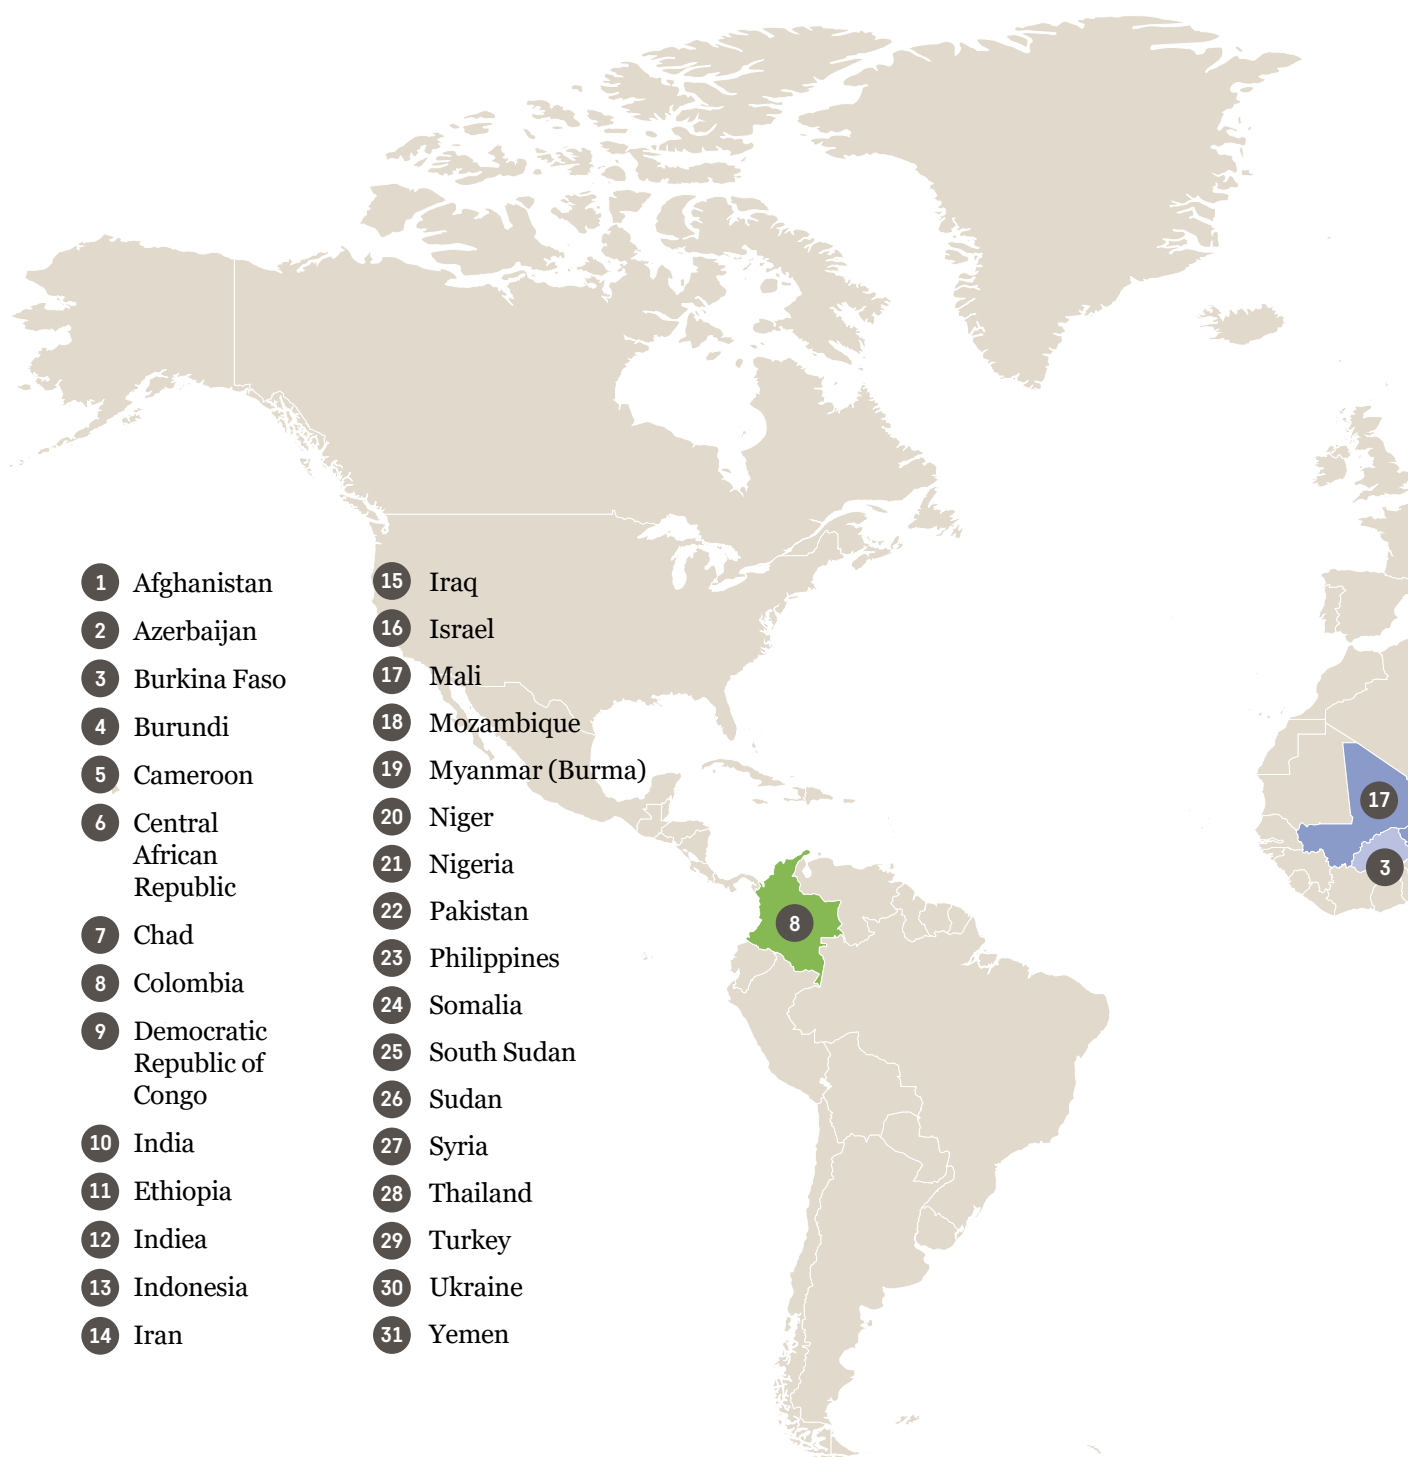 1 Afghanistan
2 Azerbaijan
3 Burkina Faso
4 Burundi
5 Cameroon
6 Central
African
Republic
7 Chad
8 Colombia
9 Democratic
Republic of
Congo
10 India
11 Ethiopia
12 Indiea
13 Indonesia
14 Iran
15 Iraq
16 Israel
17 Mali
18 Mozambique
19 Myanmar (Burma)
20 Niger
21 Nigeria
22 Pakistan
23 Philippines
24 Somalia
25 South Sudan
26 Sudan
27 Syria
28 Thailand
29 Turkey
30 Ukraine
31 Yemen
8
17
3